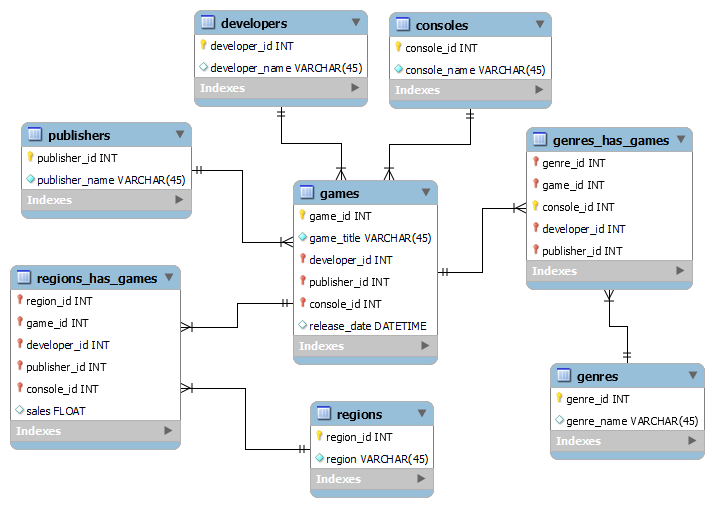 developers
developer_id INT
developer_name VARCHAR(45)
Indexes
consoles
console_id INT
console_name VARCHAR(45)
Indexes
publishers
publisher_id INT
publisher_name VARCHAR(45)
Indexes
genres_has_games
genre_id INT
game_id INT
console_id INT
developer_id INT
publisher_id INT
Indexes
games
game_id INT
game_title VARCHAR(45)
developer_id INT
publisher_id INT
console_id INT
release_date DATETIME
Indexes
regions_has_games
region_id INT
game_id INT
developer_id INT
publisher_id INT
console_id INT
sales FLOAT
Indexes
genres
genre_id INT
genre_name VARCHAR(45)
Indexes
regions
region_id INT
region VARCHAR(45)
Indexes